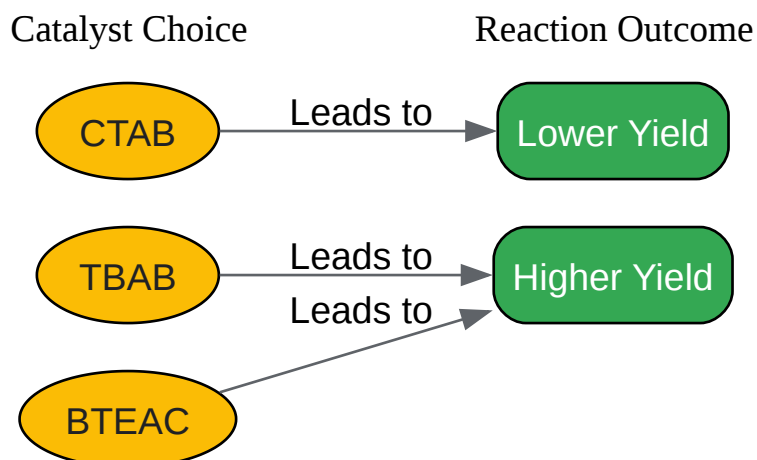 Catalyst Choice
Reaction Outcome
CTAB
Leads to
Lower Yield
TBAB
Leads to
Higher Yield
Leads to
BTEAC